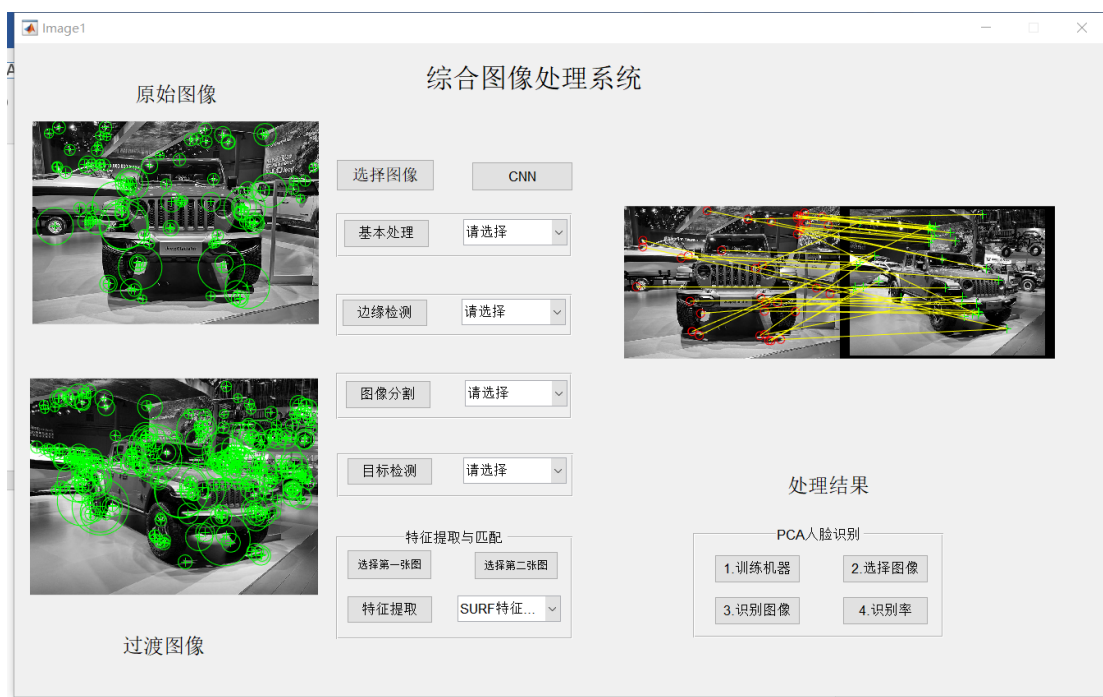 Image1
综合图像处理系统
原始图像
选择图像
CNN
基本处理
请选择
边缘检测
请选择
图像分割
请选择
目标检测
请选择
特征提取与匹配
选择第一张图
选择第二张图
特征提取
SURF特征...
过渡图像
处理结果
PCA人脸识别
1.训练机器
2.选择图像
3.识别图像
4.识别率